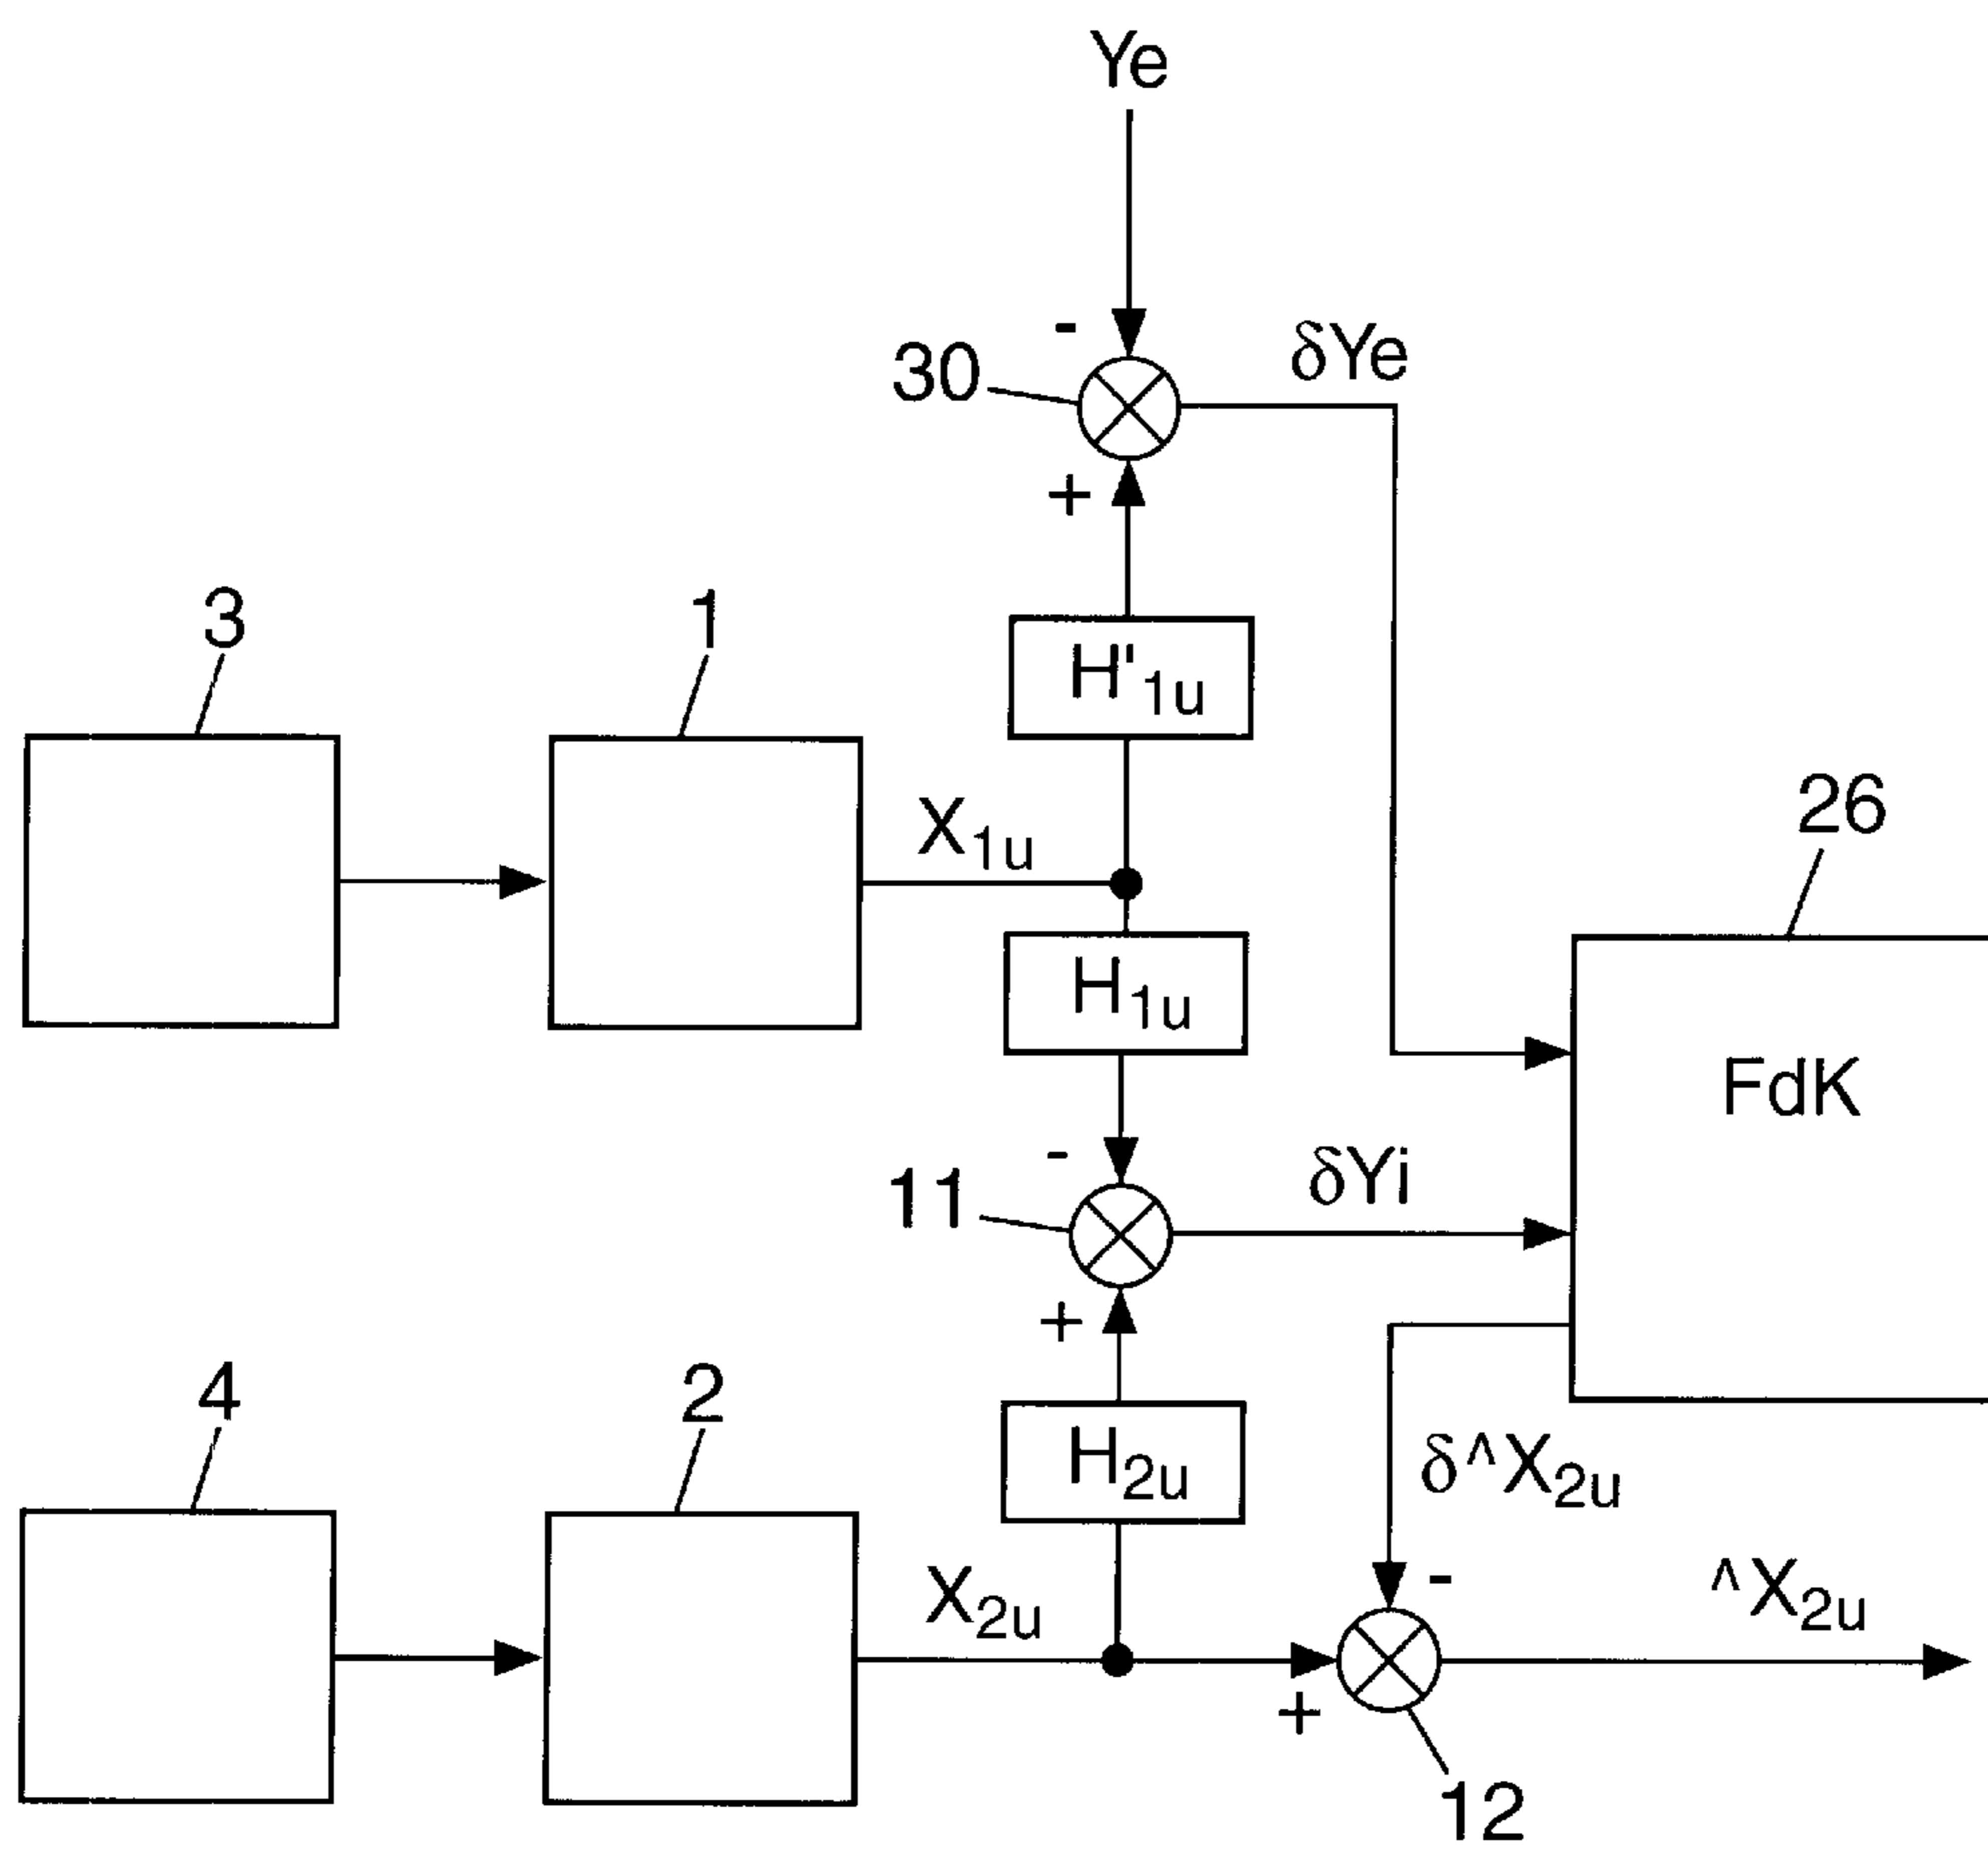 Ye
-
30
δYe
+
3
1
H"1u
X1u
26
H1u
FdK
-
11
δYi
+
4
2
H2u
δ^X2u
X2u
-
^X2u
+
12